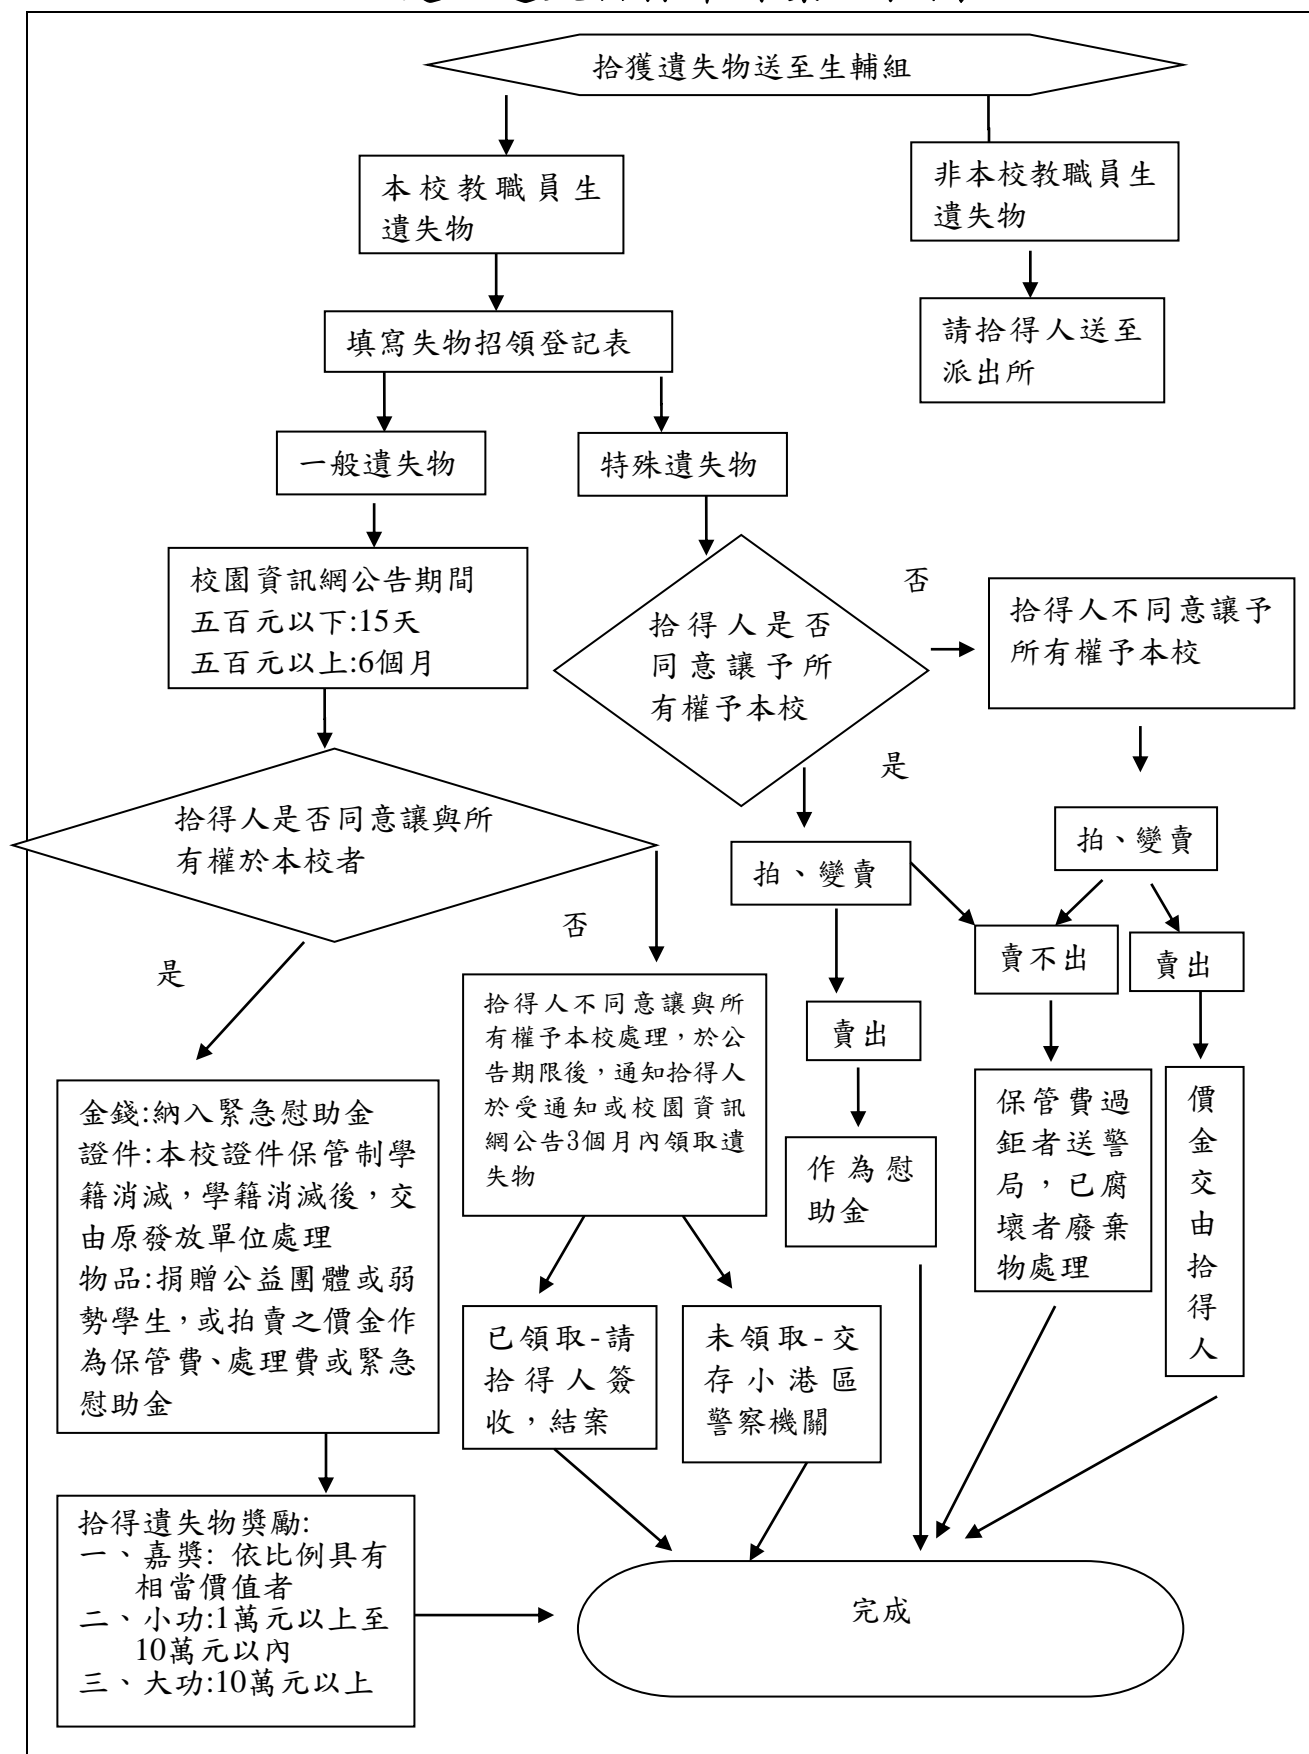 拾獲遺失物送至生輔組
本校教職員生
遺失物
非本校教職員生
遺失物
填寫失物招領登記表
請拾得人送至
派出所
一般遺失物
特殊遺失物
校園資訊網公告期間
五百元以下:15天
五百元以上:6個月
拾得人是否
同意讓予所
有權予本校
否
拾得人不同意讓予
所有權予本校
是
拾得人是否同意讓與所
有權於本校者
拍、變賣
拍、變賣
否
是
賣不出
賣出
拾得人不同意讓與所
有權予本校處理,於公
告期限後,通知拾得人
於受通知或校園資訊
網公告3個月內領取遺
失物
賣出
金錢:納入緊急慰助金
證件:本校證件保管制學
籍消滅,學籍消滅後,交
由原發放單位處理
物品:捐贈公益團體或弱
勢學生,或拍賣之價金作
為保管費、處理費或緊急
慰助金
作為慰
助金
保管費過
鉅者送警
局,已腐
壞者廢棄
物處理
價
金
交
由
拾
得
人
已領取-請
拾得人簽
收,結案
未領取-交
存小港區
警察機關
拾得遺失物獎勵:
一、嘉獎: 依比例具有
相當價值者
二、小功:1萬元以上至
10萬元以內
三、大功:10萬元以上
完成